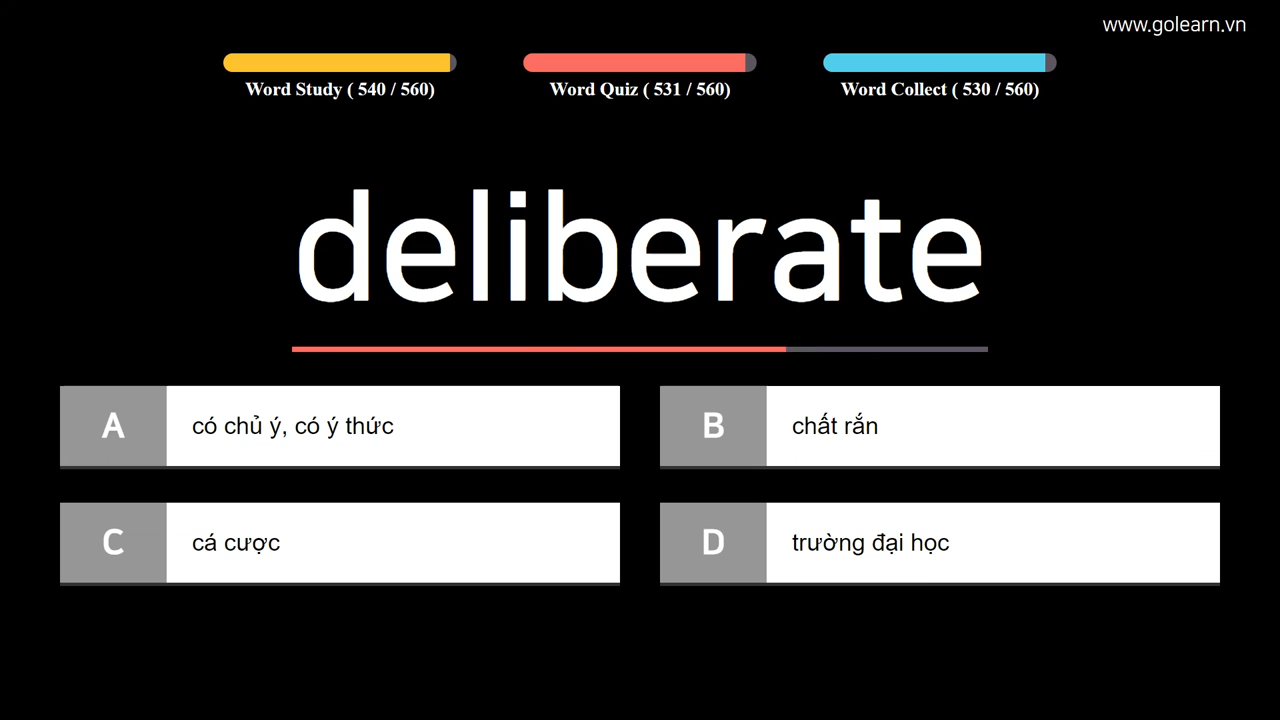 www.golearn.vn
Word Study ( 540 / 560)
Word Quiz ( 531 / 560)
Word Collect ( 530 / 560)
deliberate
A có chủ ý, có ý thức
B chất rắn
C cá cược
D trường đại học